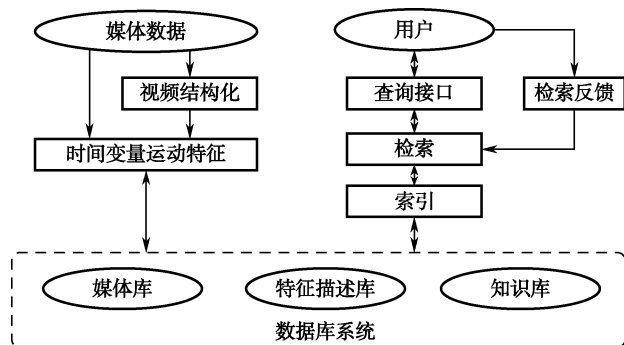 媒体数据
用户
视频结构化
查询接口
检索反馈
时间变量运动特征
检索
索引
媒体库
特征描述库
知识库
数据库系统